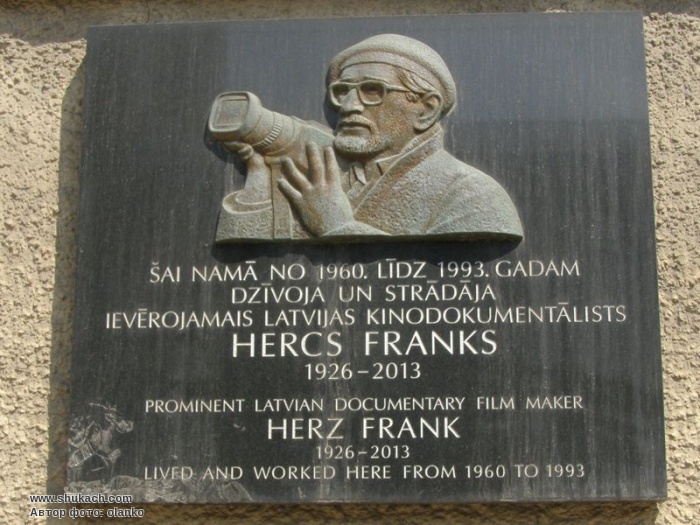 ŠAI NAMĀ NO 1960. LĪDZ 1993. GADAM
DZĪVOJA UN STRĀDĀJA
IEVĒROJAMAIS LATVIJAS KINODOKUMENTĀLISTS
HERCS FRANKS
1926–2013
PROMINENT LATVIAN DOCUMENTARY FILM MAKER
HERZ FRANK
1926–2013
LIVED AND WORKED HERE FROM 1960 TO 1993
www.shukach.com
Автор фото: olanko